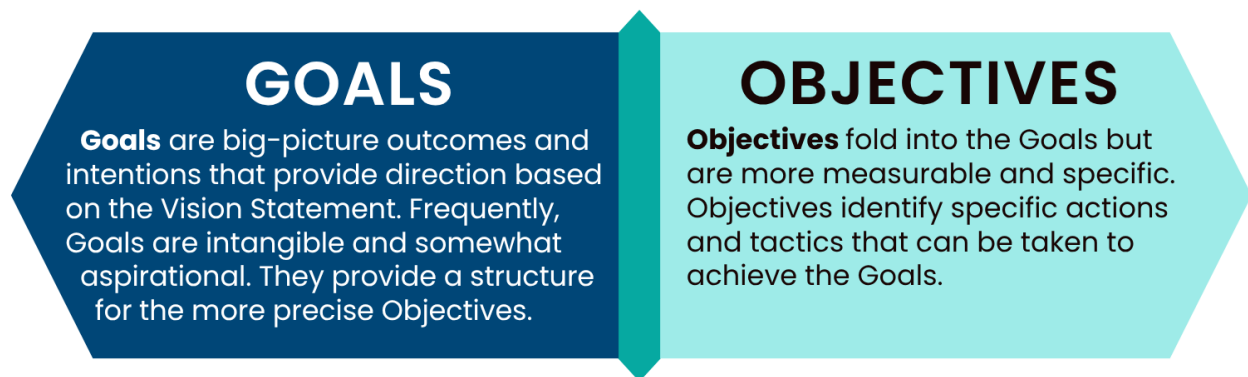 GOALS
Goals are big-picture outcomes and
intentions that provide direction based
on the Vision Statement. Frequently,
Goals are intangible and somewhat
aspirational. They provide a structure
for the more precise Objectives.
OBJECTIVES
Objectives fold into the Goals but
are more measurable and specific.
Objectives identify specific actions
and tactics that can be taken to
achieve the Goals.